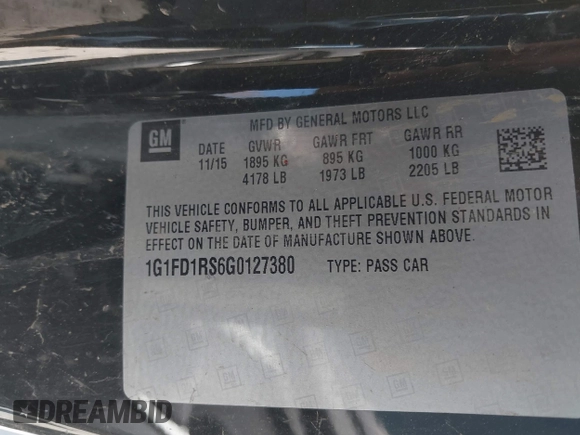 MFD BY GENERAL MOTORS LLC
GM
DATE GVWR GAWR FRT GAWR RR
11/15 1895 KG 895 KG 1000 KG
4178 LB 1973 LB 2205 LB
THIS VEHICLE CONFORMS TO ALL APPLICABLE U.S. FEDERAL MOTOR
VEHICLE SAFETY, BUMPER, AND THEFT PREVENTION STANDARDS IN
EFFECT ON THE DATE OF MANUFACTURE SHOWN ABOVE.
1G1FD1RS6G0127380 TYPE: PASS CAR
DREAMBID